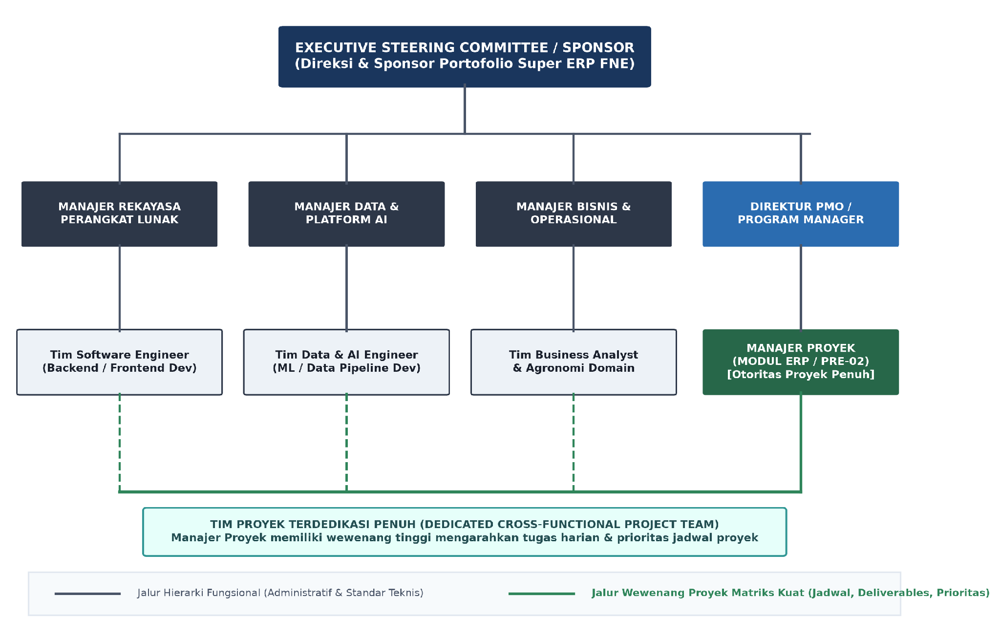 EXECUTIVE STEERING COMMITTEE / SPONSOR
(Direksi & Sponsor Portofolio Super ERP FNE)
MANAJER REKAYASA
PERANGKAT LUNAK
MANAJER DATA &
PLATFORM AI
MANAJER BISNIS &
OPERASIONAL
DIREKTUR PMO /
PROGRAM MANAGER
Tim Software Engineer
(Backend / Frontend Dev)
Tim Data & AI Engineer
(ML / Data Pipeline Dev)
Tim Business Analyst
& Agronomi Domain
MANAJER PROYEK
(MODUL ERP / PRE-02)
[Otoritas Proyek Penuh]
TIM PROYEK TERDEDIKASI PENUH (DEDICATED CROSS-FUNCTIONAL PROJECT TEAM)
Manajer Proyek memiliki wewenang tinggi mengarahkan tugas harian & prioritas jadwal proyek
Jalur Hierarki Fungsional (Administratif & Standar Teknis)
Jalur Wewenang Proyek Matriks Kuat (Jadwal, Deliverables, Prioritas)